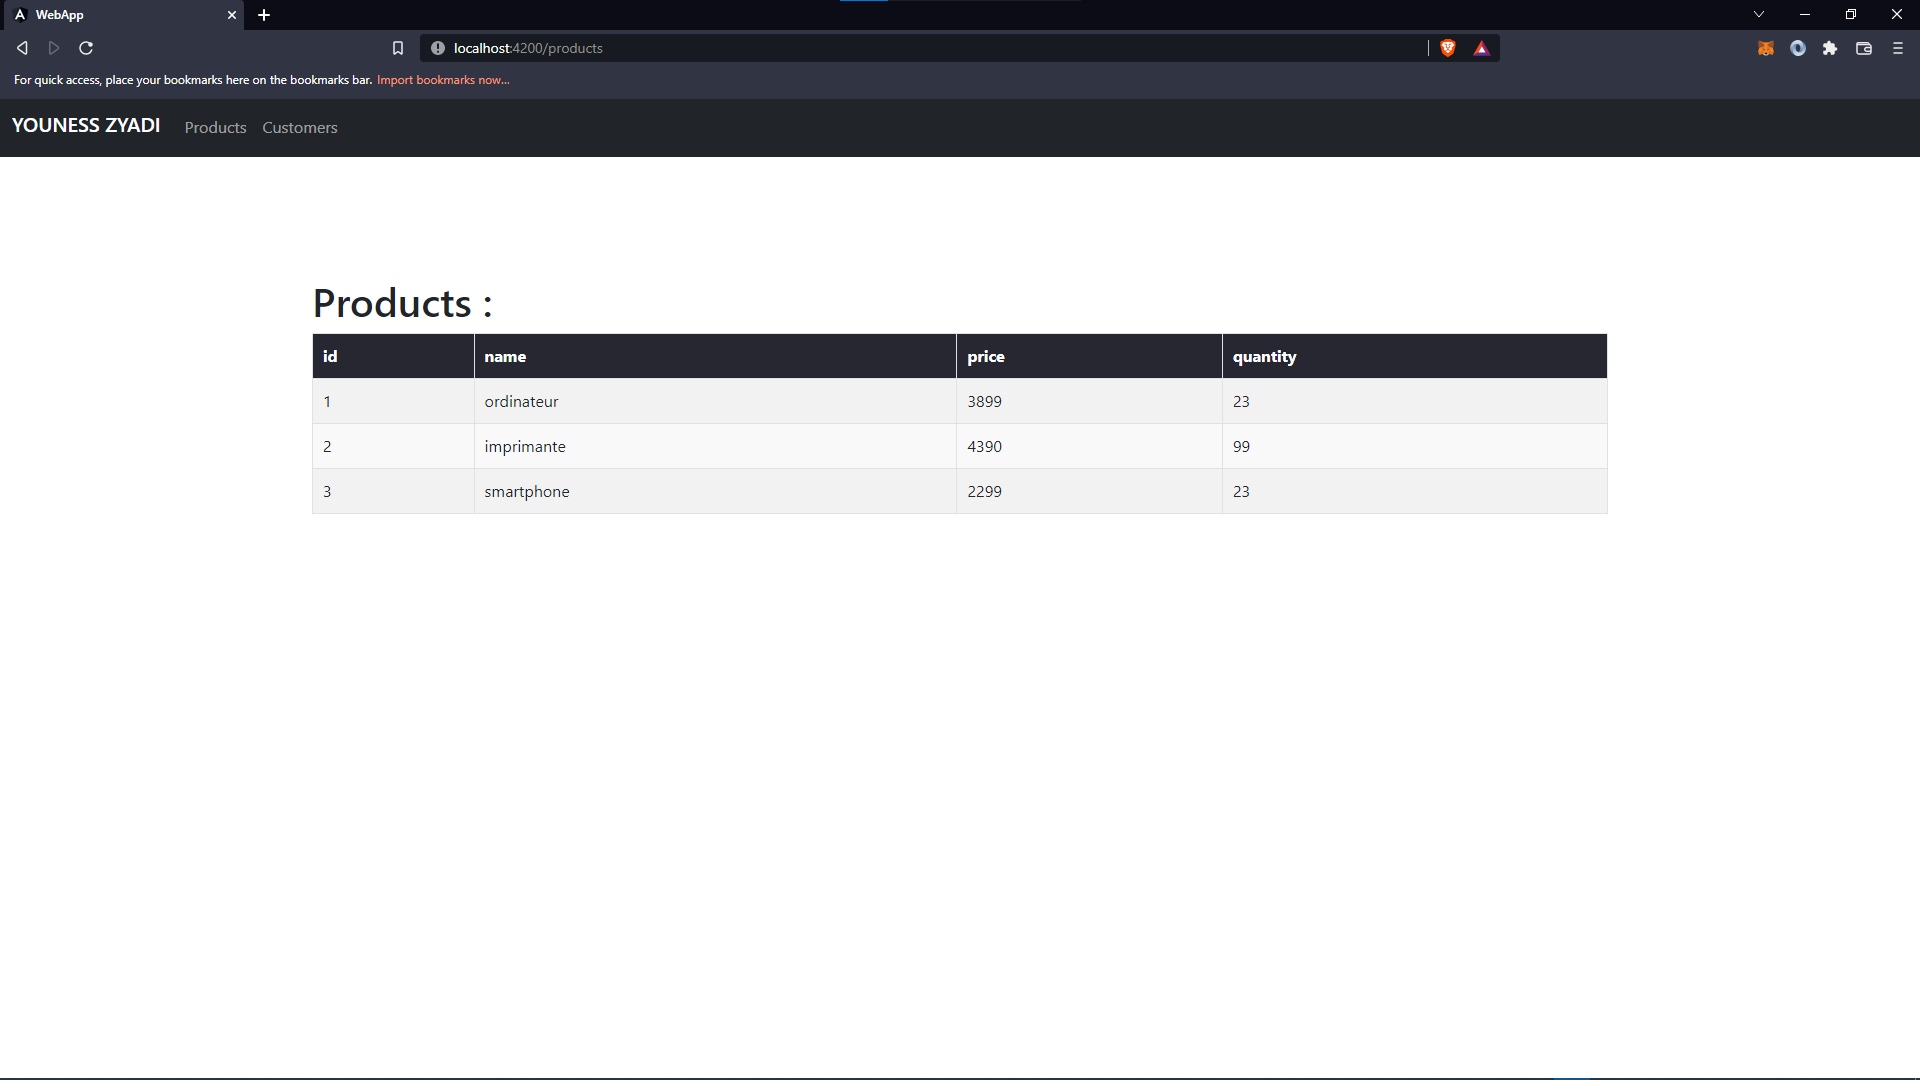 WebApp
localhost:4200/products
For quick access, place your bookmarks here on the bookmarks bar. Import bookmarks now...
YOUNESS ZYADI Products Customers
Products :
id name price quantity
1 ordinateur 3899 23
2 imprimante 4390 99
3 smartphone 2299 23